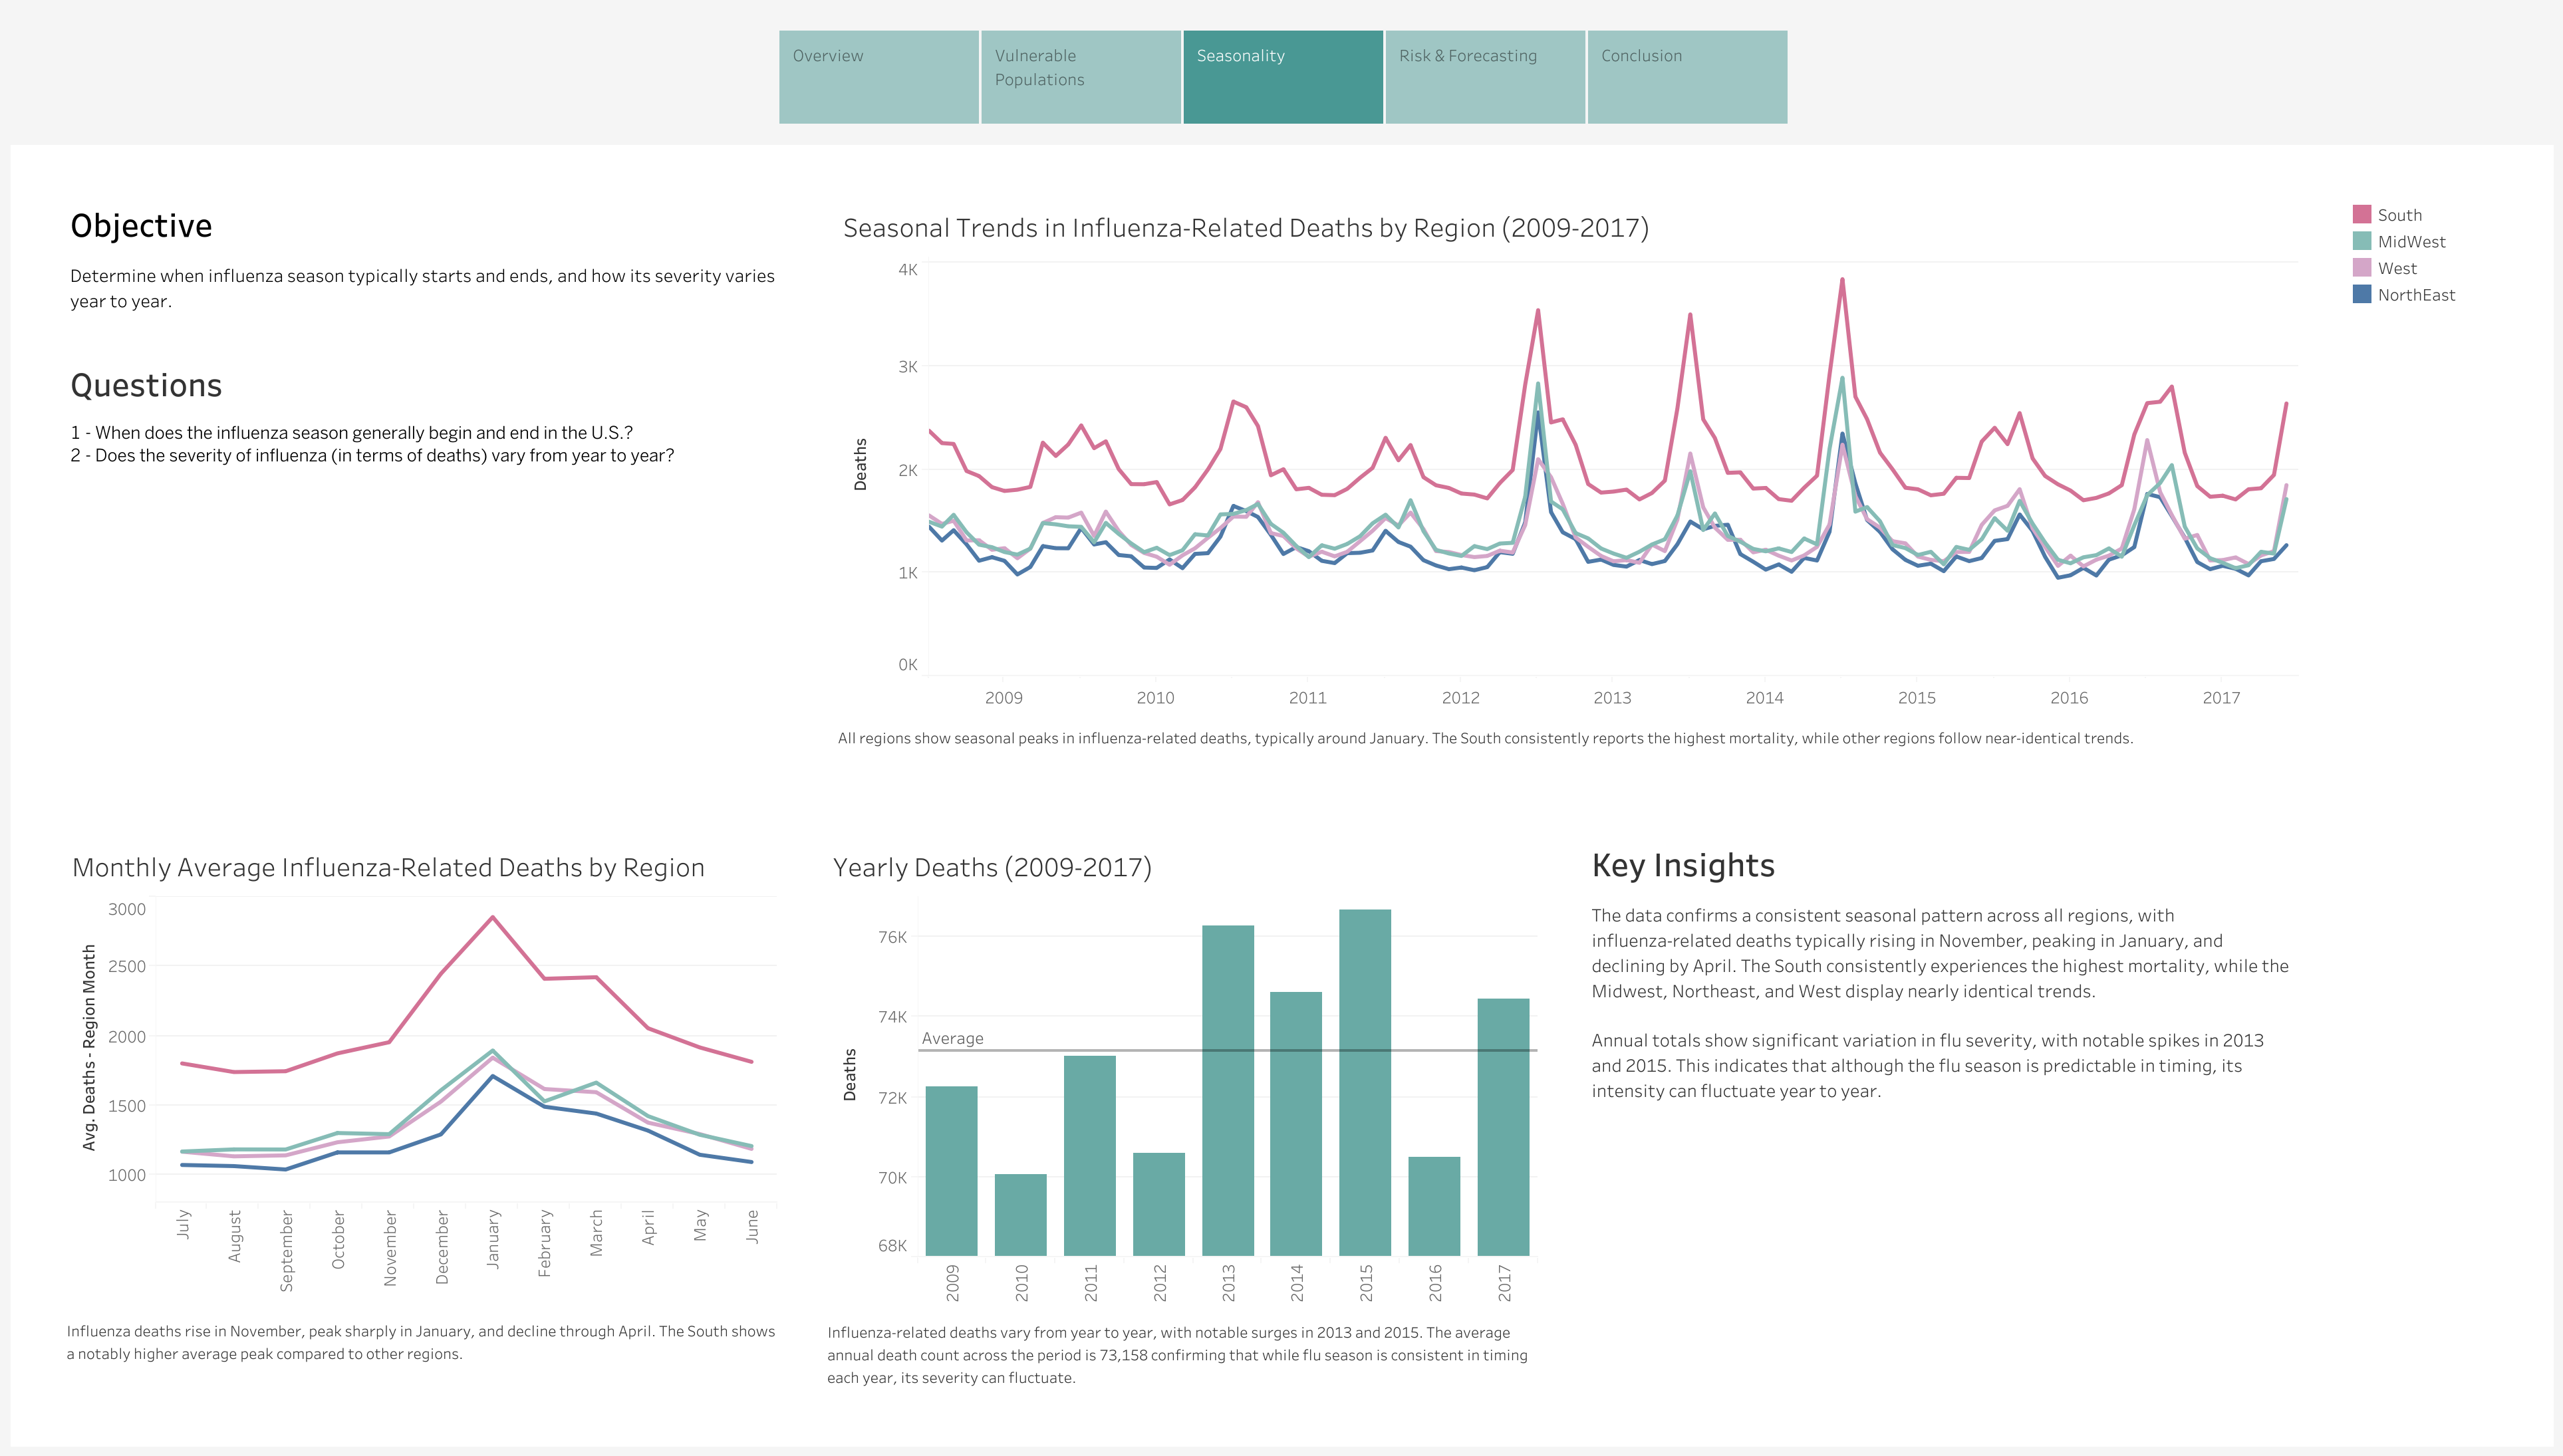 Overview
Vulnerable
Populations
Seasonality
Risk & Forecasting
Conclusion
Objective
Determine when influenza season typically starts and ends, and how its severity varies
year to year.
Questions
1 - When does the influenza season generally begin and end in the U.S.?
2 - Does the severity of influenza (in terms of deaths) vary from year to year?
Seasonal Trends in Influenza-Related Deaths by Region (2009-2017)
4K
3K
2K
1K
0K
Deaths
2009
2010
2011
2012
2013
2014
2015
2016
2017
South
MidWest
West
NorthEast
All regions show seasonal peaks in influenza-related deaths, typically around January. The South consistently reports the highest mortality, while other regions follow near-identical trends.
Monthly Average Influenza-Related Deaths by Region
3000
2500
2000
1500
1000
Avg. Deaths - Region Month
July
August
September
October
November
December
January
February
March
April
May
June
Influenza deaths rise in November, peak sharply in January, and decline through April. The South shows
a notably higher average peak compared to other regions.
Yearly Deaths (2009-2017)
76K
74K
72K
70K
68K
Deaths
Average
2009
2010
2011
2012
2013
2014
2015
2016
2017
Influenza-related deaths vary from year to year, with notable surges in 2013 and 2015. The average
annual death count across the period is 73,158 confirming that while flu season is consistent in timing
each year, its severity can fluctuate.
Key Insights
The data confirms a consistent seasonal pattern across all regions, with
influenza-related deaths typically rising in November, peaking in January, and
declining by April. The South consistently experiences the highest mortality, while the
Midwest, Northeast, and West display nearly identical trends.
Annual totals show significant variation in flu severity, with notable spikes in 2013
and 2015. This indicates that although the flu season is predictable in timing, its
intensity can fluctuate year to year.